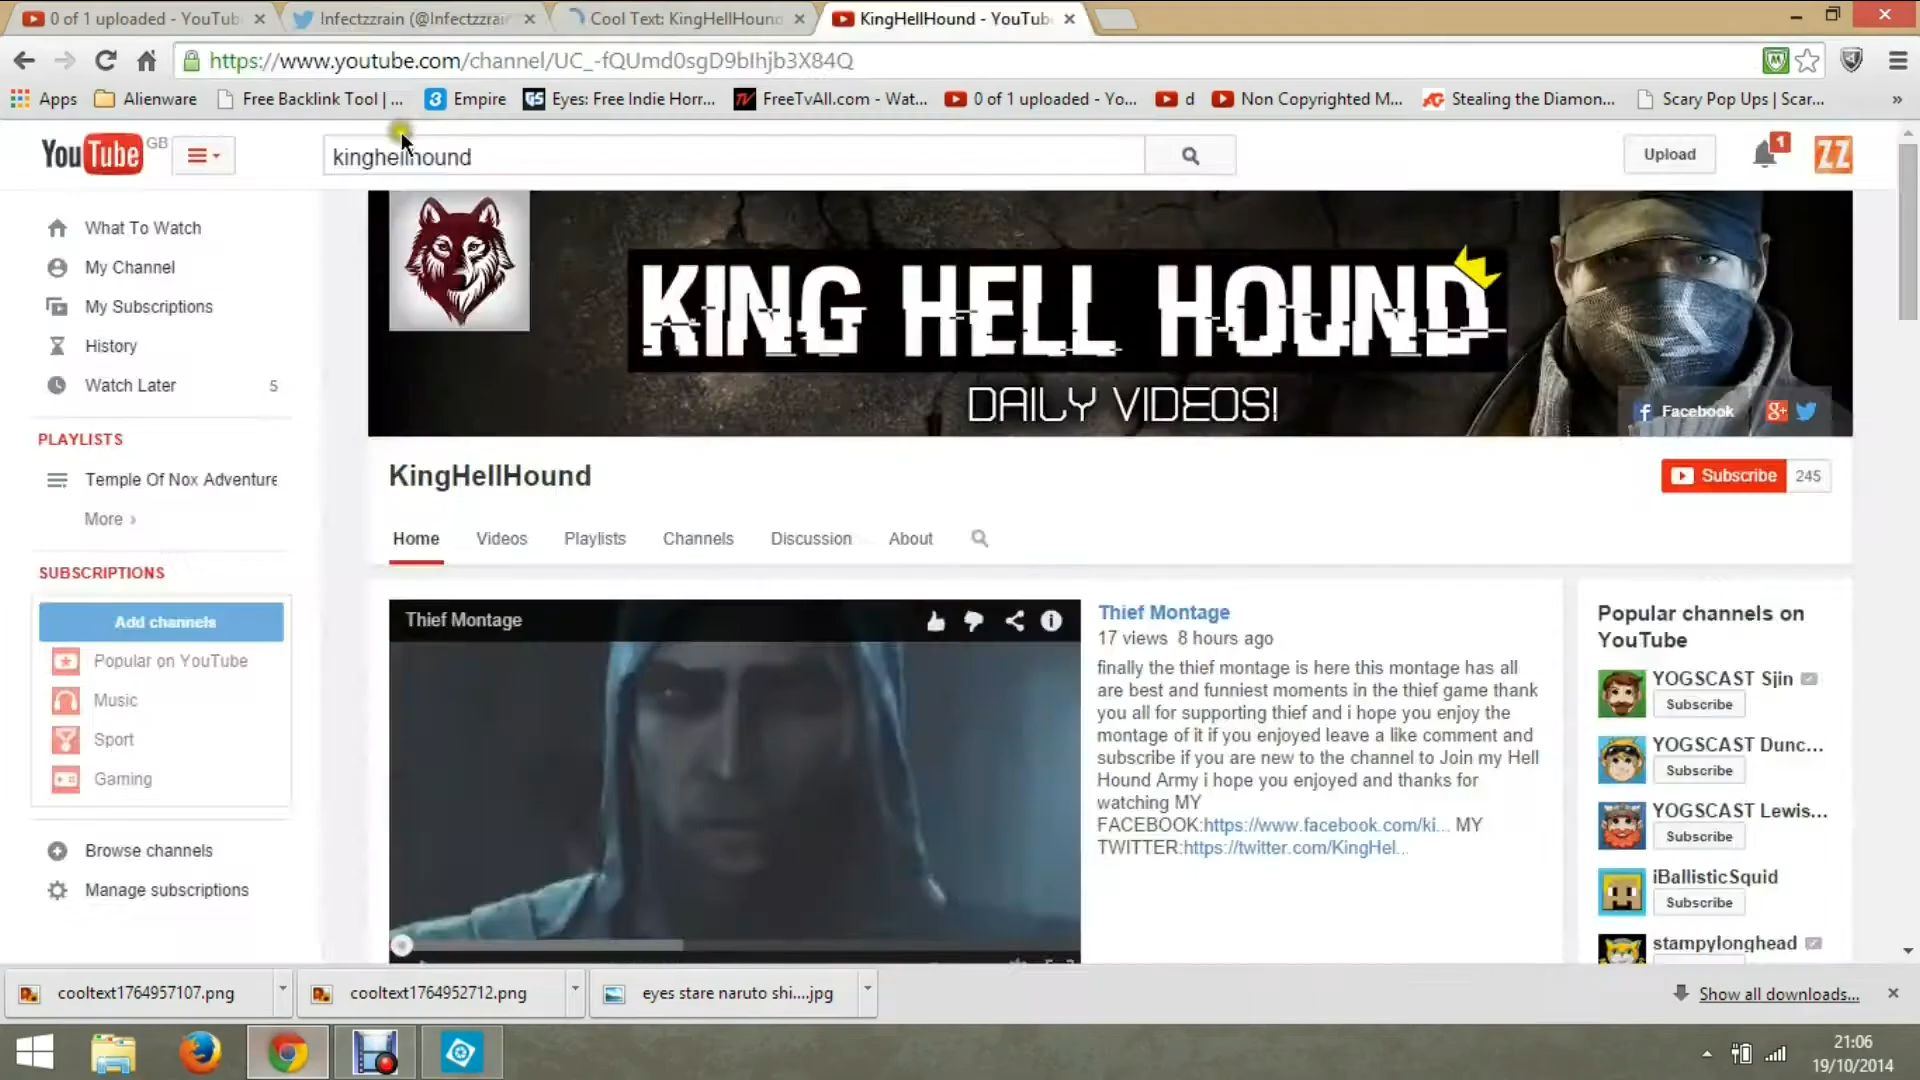 0 of 1 uploaded - YouTub
Infectzzrain (@Infectzzrai
Cool Text: KingHellHound
KingHellHound - YouTub
https://www.youtube.com/channel/UC_-fQUmd0sgD9bIhjb3X84Q
Apps
Alienware
Free Backlink Tool | ...
Empire
Eyes: Free Indie Horr...
FreeTvAll.com - Wat...
0 of 1 uploaded - Yo...
d
Non Copyrighted M...
Stealing the Diamon...
Scary Pop Ups | Scar...
»
YouTube GB
kinghellhound
Upload
1
ZZ
What To Watch
My Channel
My Subscriptions
History
Watch Later 5
PLAYLISTS
Temple Of Nox Adventure
More ›
SUBSCRIPTIONS
Add channels
Popular on YouTube
Music
Sport
Gaming
Browse channels
Manage subscriptions
KING HELL HOUND
DAILY VIDEOS!
Facebook
KingHellHound
Subscribe 245
Home Videos Playlists Channels Discussion About
Thief Montage
Thief Montage
17 views 8 hours ago
finally the thief montage is here this montage has all
are best and funniest moments in the thief game thank
you all for supporting thief and i hope you enjoy the
montage of it if you enjoyed leave a like comment and
subscribe if you are new to the channel to Join my Hell
Hound Army i hope you enjoyed and thanks for
watching MY
FACEBOOK:https://www.facebook.com/ki... MY
TWITTER:https://twitter.com/KingHel...
Popular channels on
YouTube
YOGSCAST Sjin
Subscribe
YOGSCAST Dunc...
Subscribe
YOGSCAST Lewis...
Subscribe
iBallisticSquid
Subscribe
stampylonghead
cooltext1764957107.png
cooltext1764952712.png
eyes stare naruto shi....jpg
Show all downloads...
21:06
19/10/2014